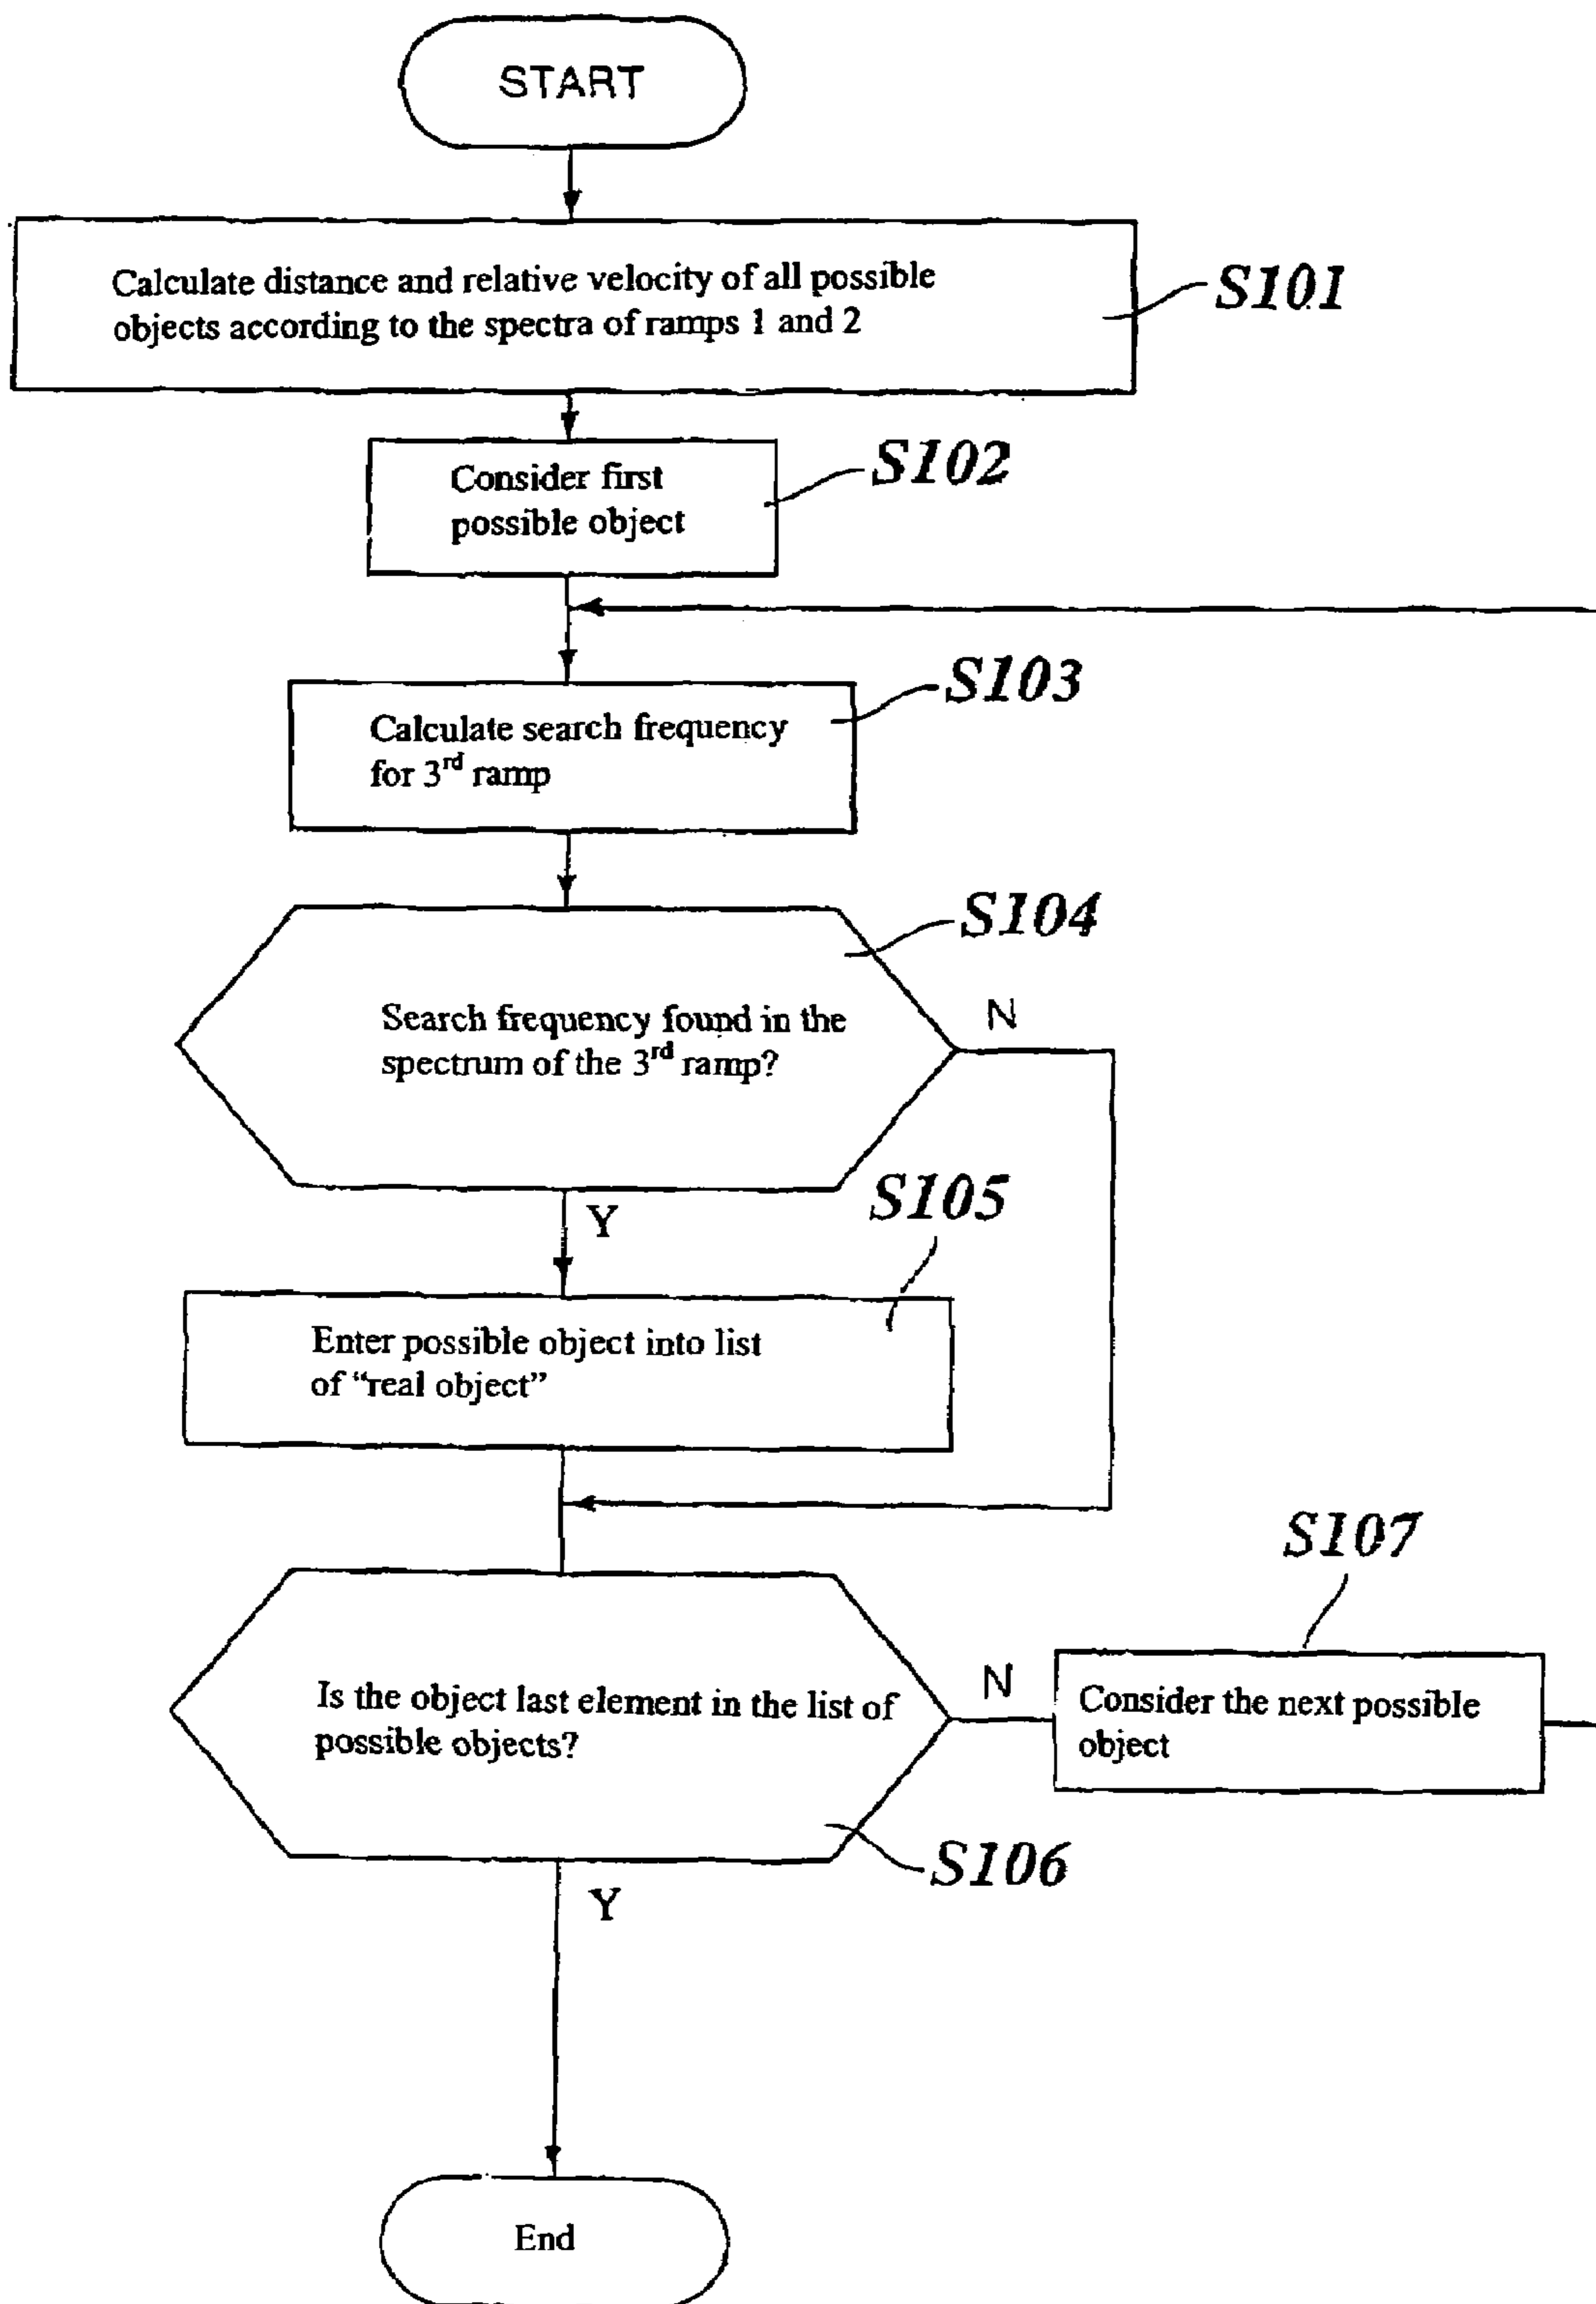 START
Calculate distance and relative velocity of all possible
objects according to the spectra of ramps 1 and 2
S101
Consider first
possible object
S102
Calculate search frequency
for 3rd ramp
S103
Search frequency found in the
spectrum of the 3rd ramp?
S104
N
Y
S105
Enter possible object into list
of “real object”
Is the object last element in the list of
possible objects?
N
S107
Consider the next possible
object
S106
Y
End